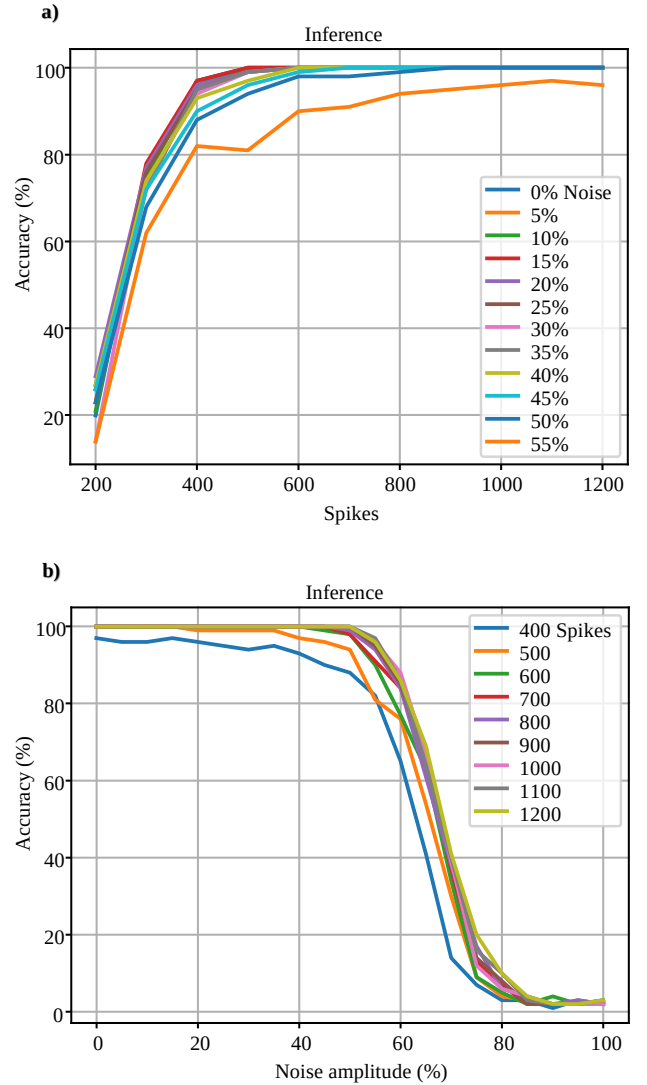 a)
Inference
100
80
60
40
20
Accuracy (%)
0% Noise
5%
10%
15%
20%
25%
30%
35%
40%
45%
50%
55%
200 400 600 800 1000 1200
Spikes
b)
Inference
100
80
60
40
20
0
Accuracy (%)
400 Spikes
500
600
700
800
900
1000
1100
1200
0 20 40 60 80 100
Noise amplitude (%)